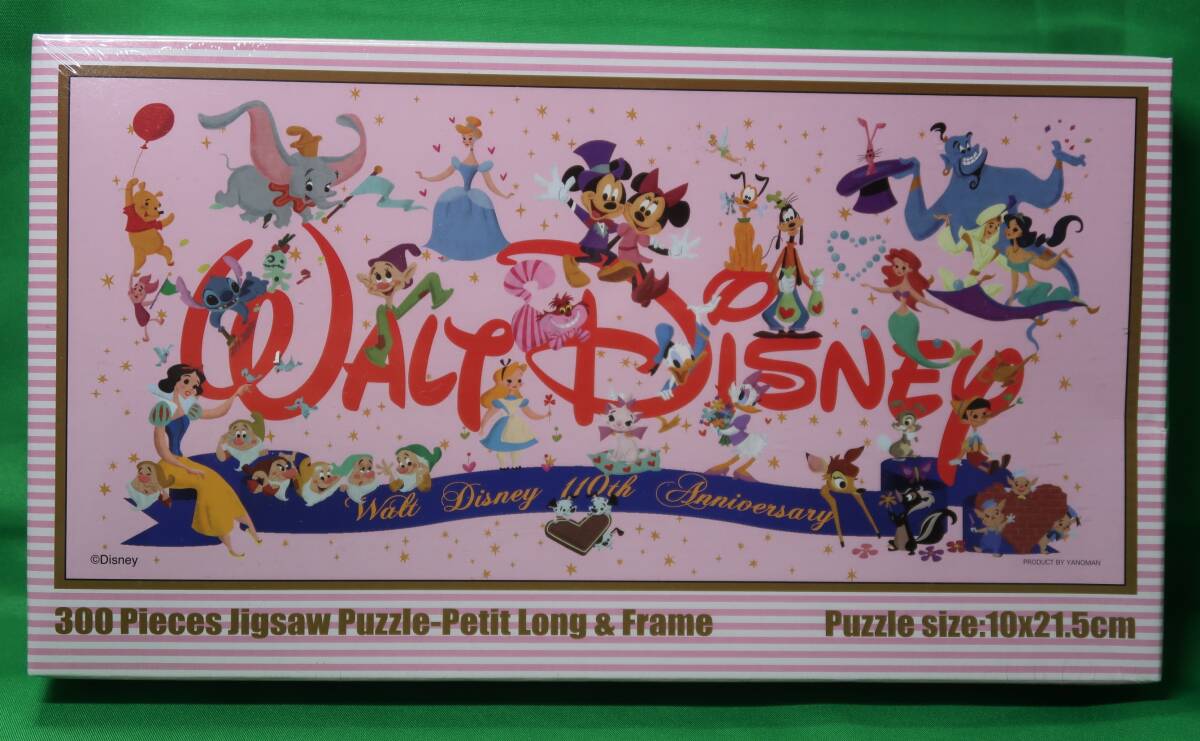 WALT DISNEY
Walt Disney 110th Anniversary
©Disney
PRODUCT BY YANOMAN
300 Pieces Jigsaw Puzzle-Petit Long & Frame
Puzzle size:10x21.5cm